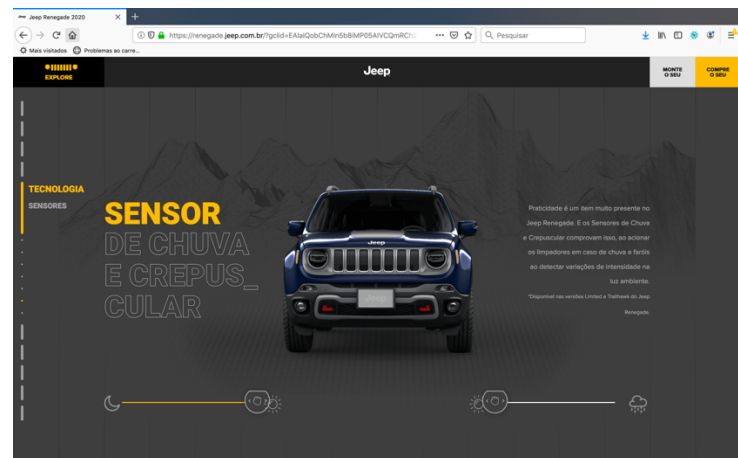 Jeep Renegade 2020
https://renegade.jeep.com.br/?gclid=EAIaIQobChMIn5b8iMP05AIVCQmRCh
Pesquisar
Mais visitados
Problemas ao carre...
EXPLORE
Jeep
MONTE
O SEU
COMPRE
O SEU
TECNOLOGIA
SENSORES
SENSOR
DE CHUVA
E CREPUS_
CULAR
Jeep
Jeep
Praticidade é um item muito presente no
Jeep Renegade. E os Sensores de Chuva
e Crepuscular comprovam isso, ao acionar
os limpadores em caso de chuva e faróis
ao detectar variações de intensidade na
luz ambiente.
*Disponível nas versões Limited e Trailhawk do Jeep
Renegade.